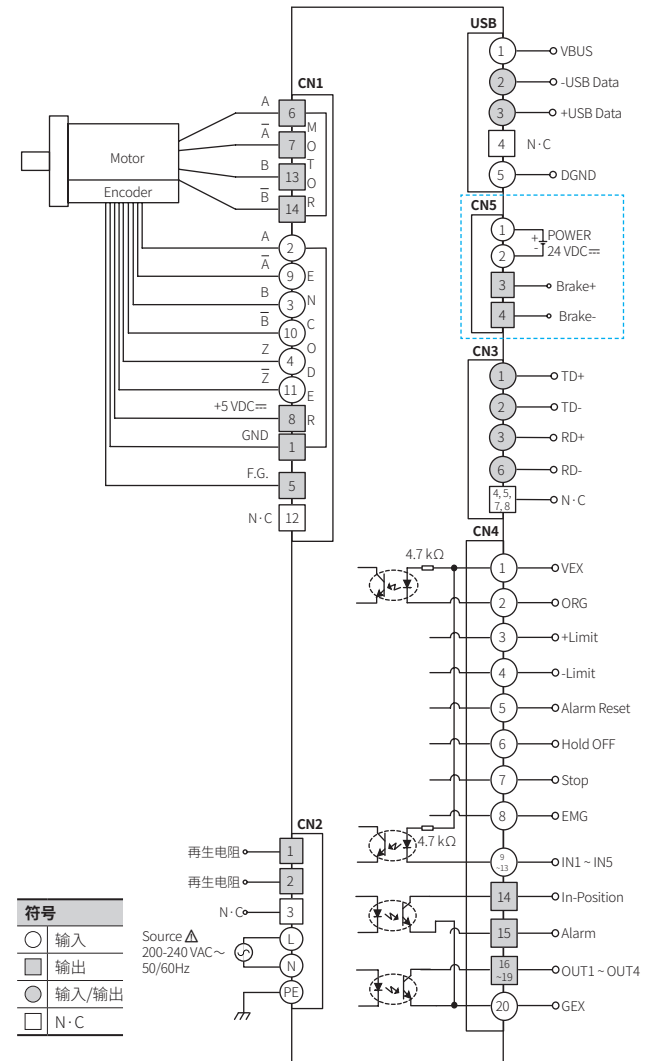 USB
1 VBUS
2 -USB Data
3 +USB Data
4 N·C
5 DGND
CN1
Motor
Encoder
MOTOR
A 6
A̅ 7
B 13
B̅ 14
ENCODER
A 2
A̅ 9
B 3
B̅ 10
Z 4
Z̅ 11
+5 VDC⎓ 8
GND 1
F.G. 5
N·C 12
CN5
1 + POWER
2 - 24 VDC⎓
3 Brake+
4 Brake-
CN3
1 TD+
2 TD-
3 RD+
6 RD-
4, 5, 7, 8 N·C
CN4
4.7 kΩ
1 VEX
2 ORG
3 +Limit
4 -Limit
5 Alarm Reset
6 Hold OFF
7 Stop
8 EMG
4.7 kΩ
9 ~13 IN1 ~ IN5
14 In-Position
15 Alarm
16 ~19 OUT1 ~ OUT4
20 GEX
CN2
再生电阻 1
再生电阻 2
N·C 3
Source ⚠
200-240 VAC～
50/60Hz
L
N
PE
符号
输入
输出
输入/输出
N·C